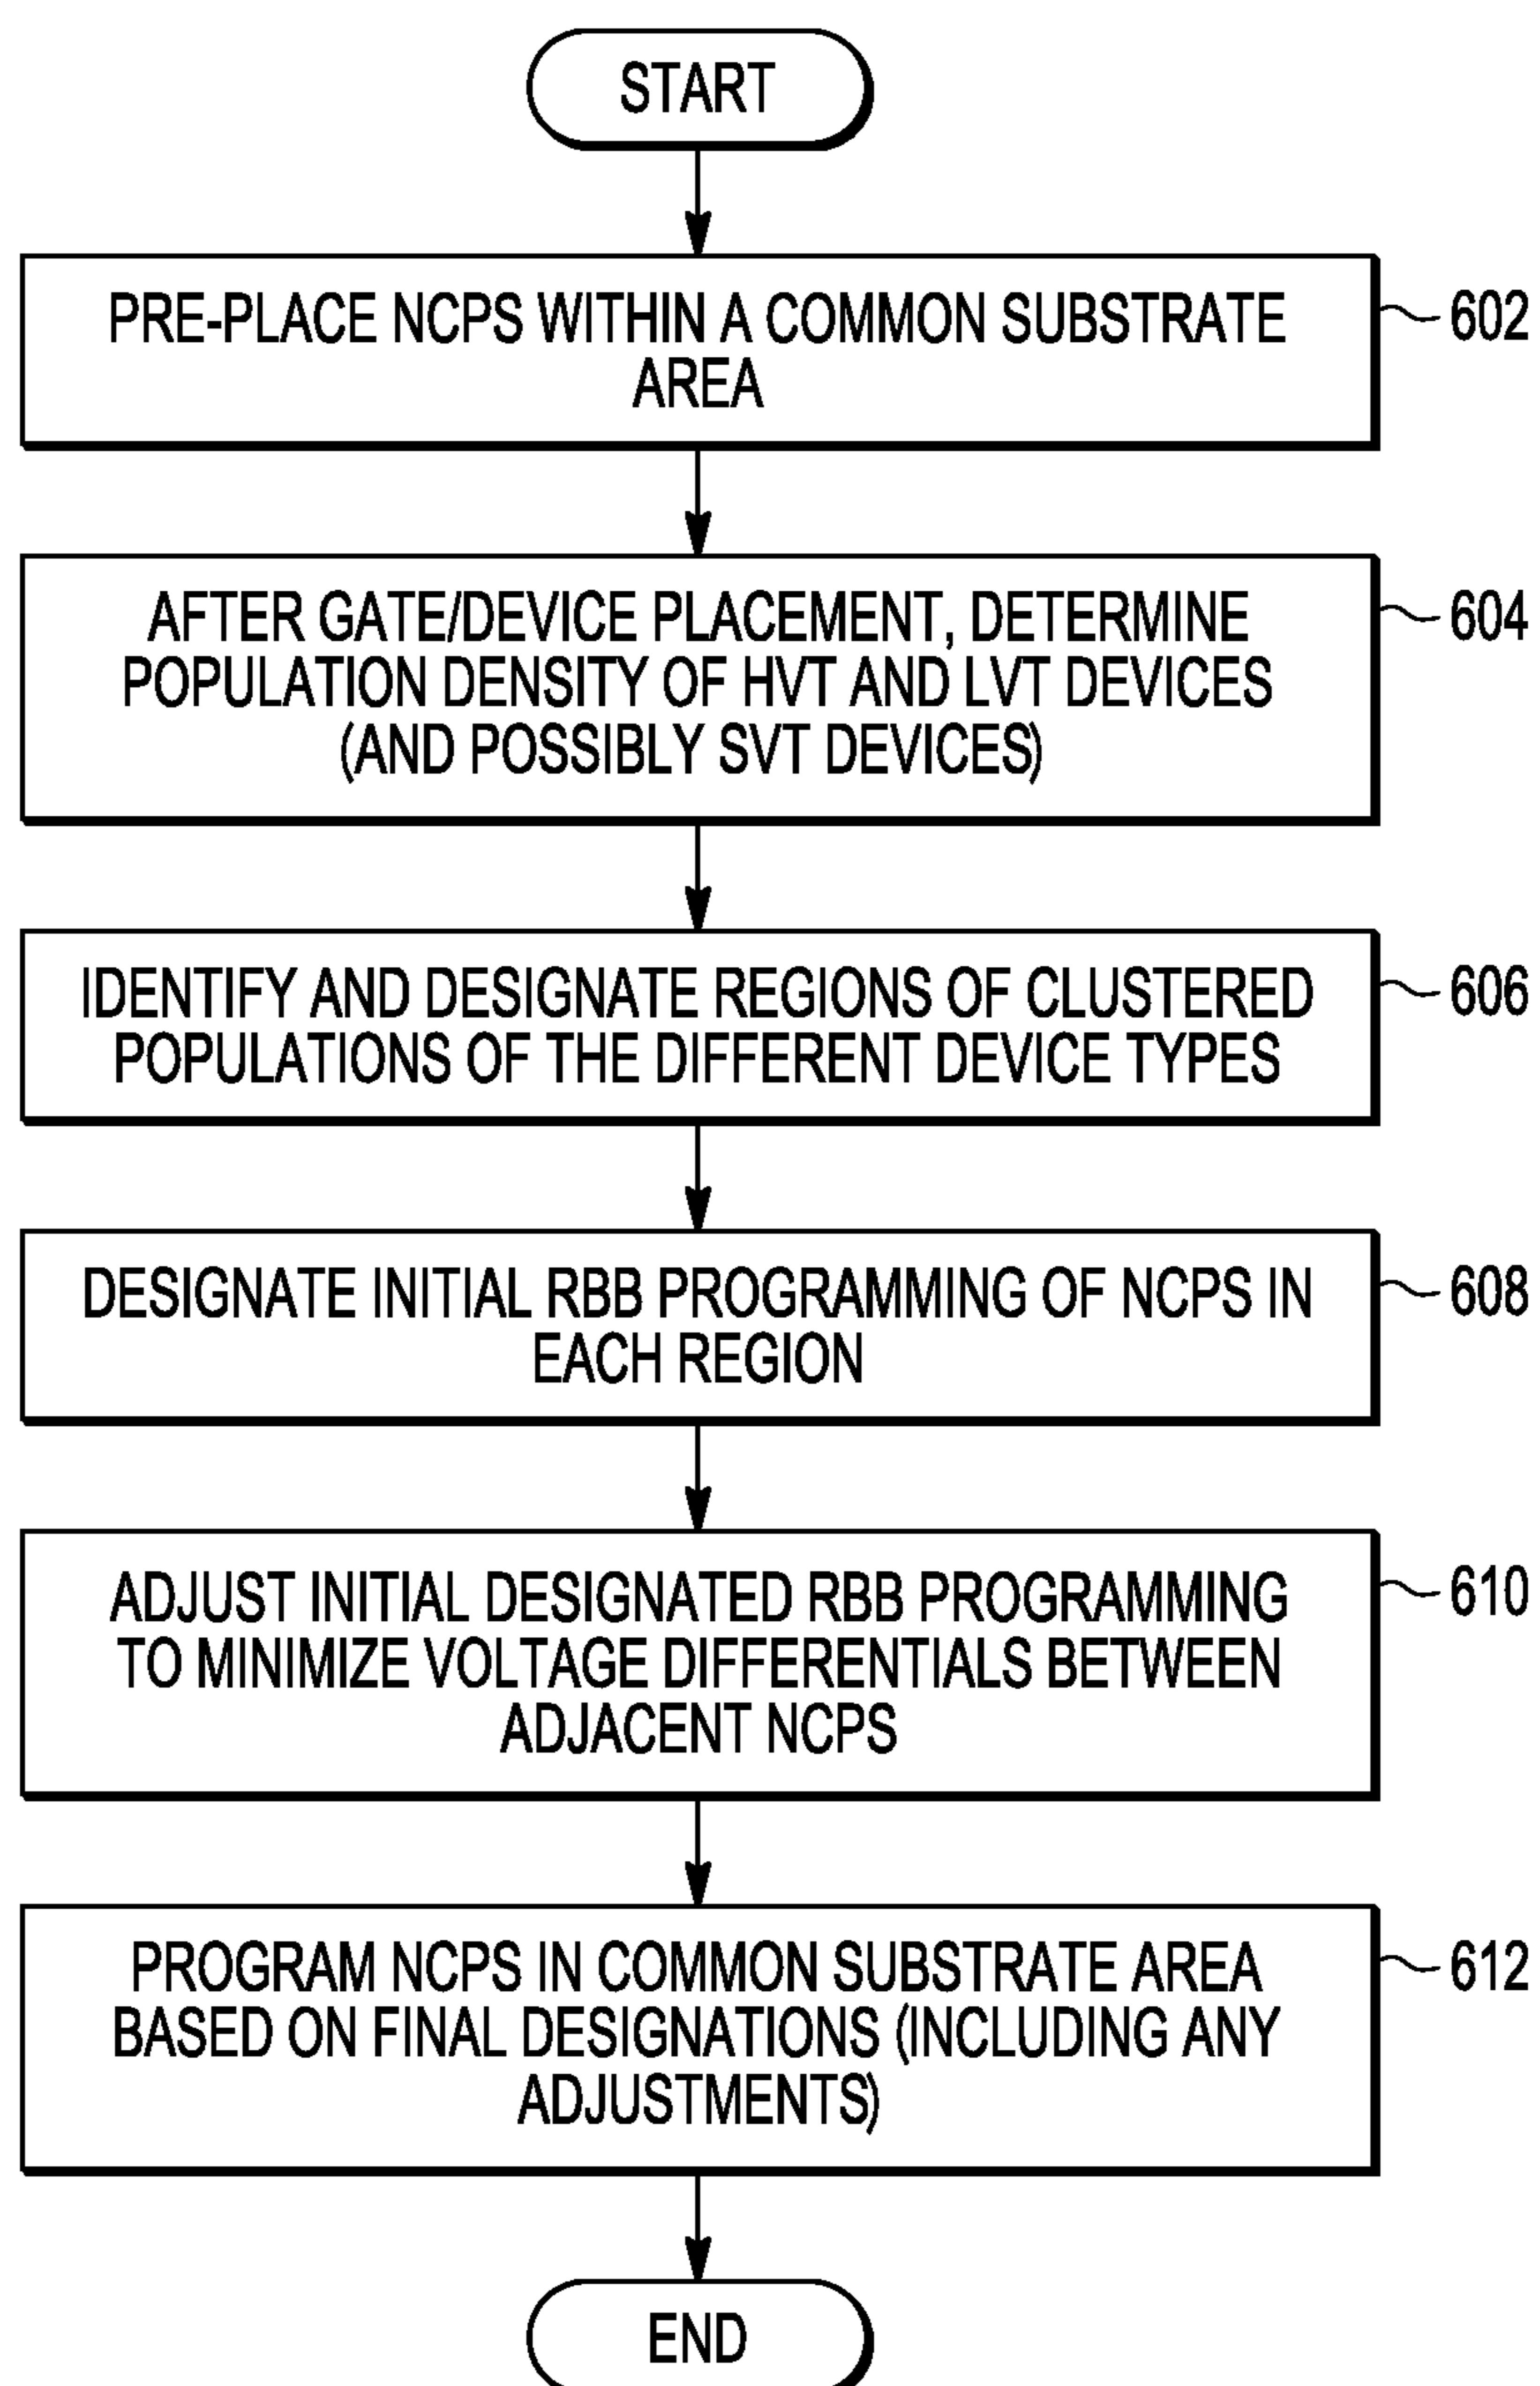 START
PRE-PLACE NCPS WITHIN A COMMON SUBSTRATE
AREA
602
AFTER GATE/DEVICE PLACEMENT, DETERMINE
POPULATION DENSITY OF HVT AND LVT DEVICES
(AND POSSIBLY SVT DEVICES)
604
IDENTIFY AND DESIGNATE REGIONS OF CLUSTERED
POPULATIONS OF THE DIFFERENT DEVICE TYPES
606
DESIGNATE INITIAL RBB PROGRAMMING OF NCPS IN
EACH REGION
608
ADJUST INITIAL DESIGNATED RBB PROGRAMMING
TO MINIMIZE VOLTAGE DIFFERENTIALS BETWEEN
ADJACENT NCPS
610
PROGRAM NCPS IN COMMON SUBSTRATE AREA
BASED ON FINAL DESIGNATIONS (INCLUDING ANY
ADJUSTMENTS)
612
END